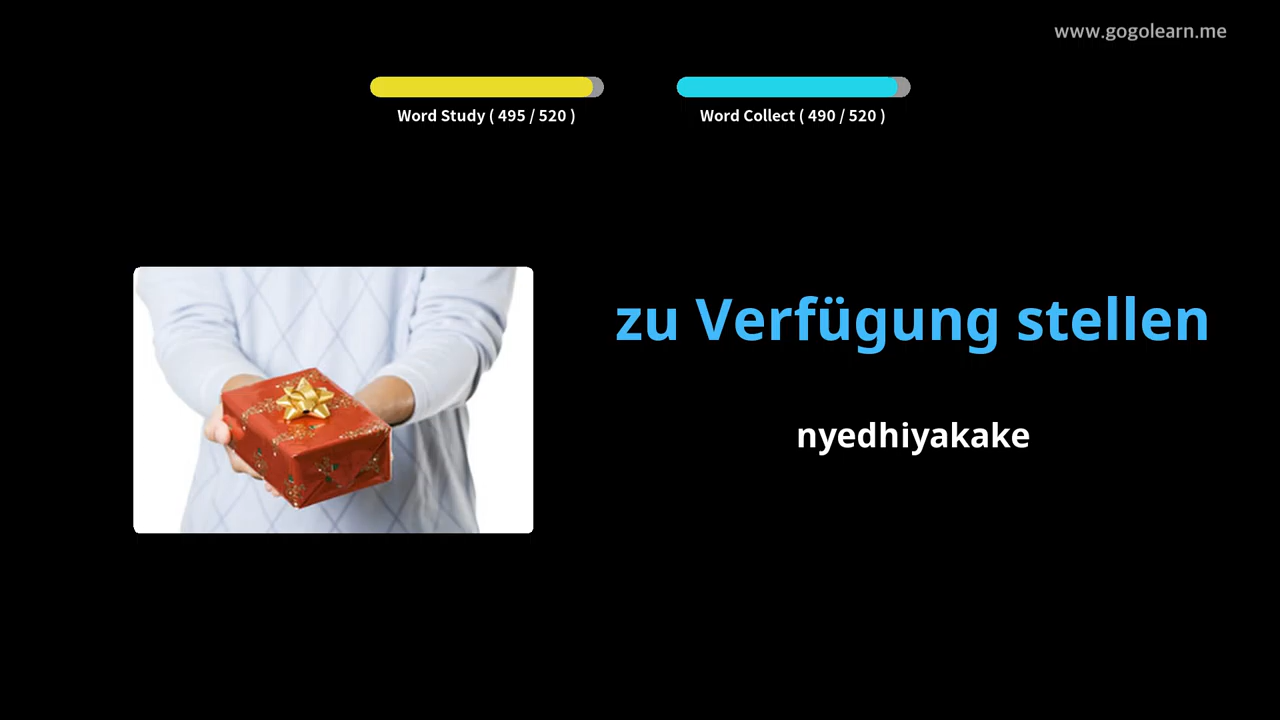 www.gogolearn.me
Word Study ( 495 / 520 )
Word Collect ( 490 / 520 )
zu Verfügung stellen
nyedhiyakake